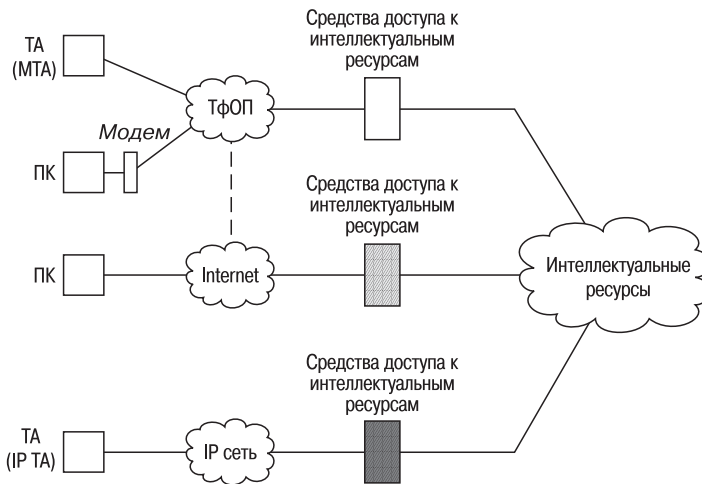 Средства доступа к
интеллектуальным
ресурсам
ТА
(МТА)
ТфОП
Модем
ПК
Средства доступа к
интеллектуальным
ресурсам
ПК
Internet
Интеллектуальные
ресурсы
Средства доступа к
интеллектуальным
ресурсам
ТА
(IP ТА)
IP сеть